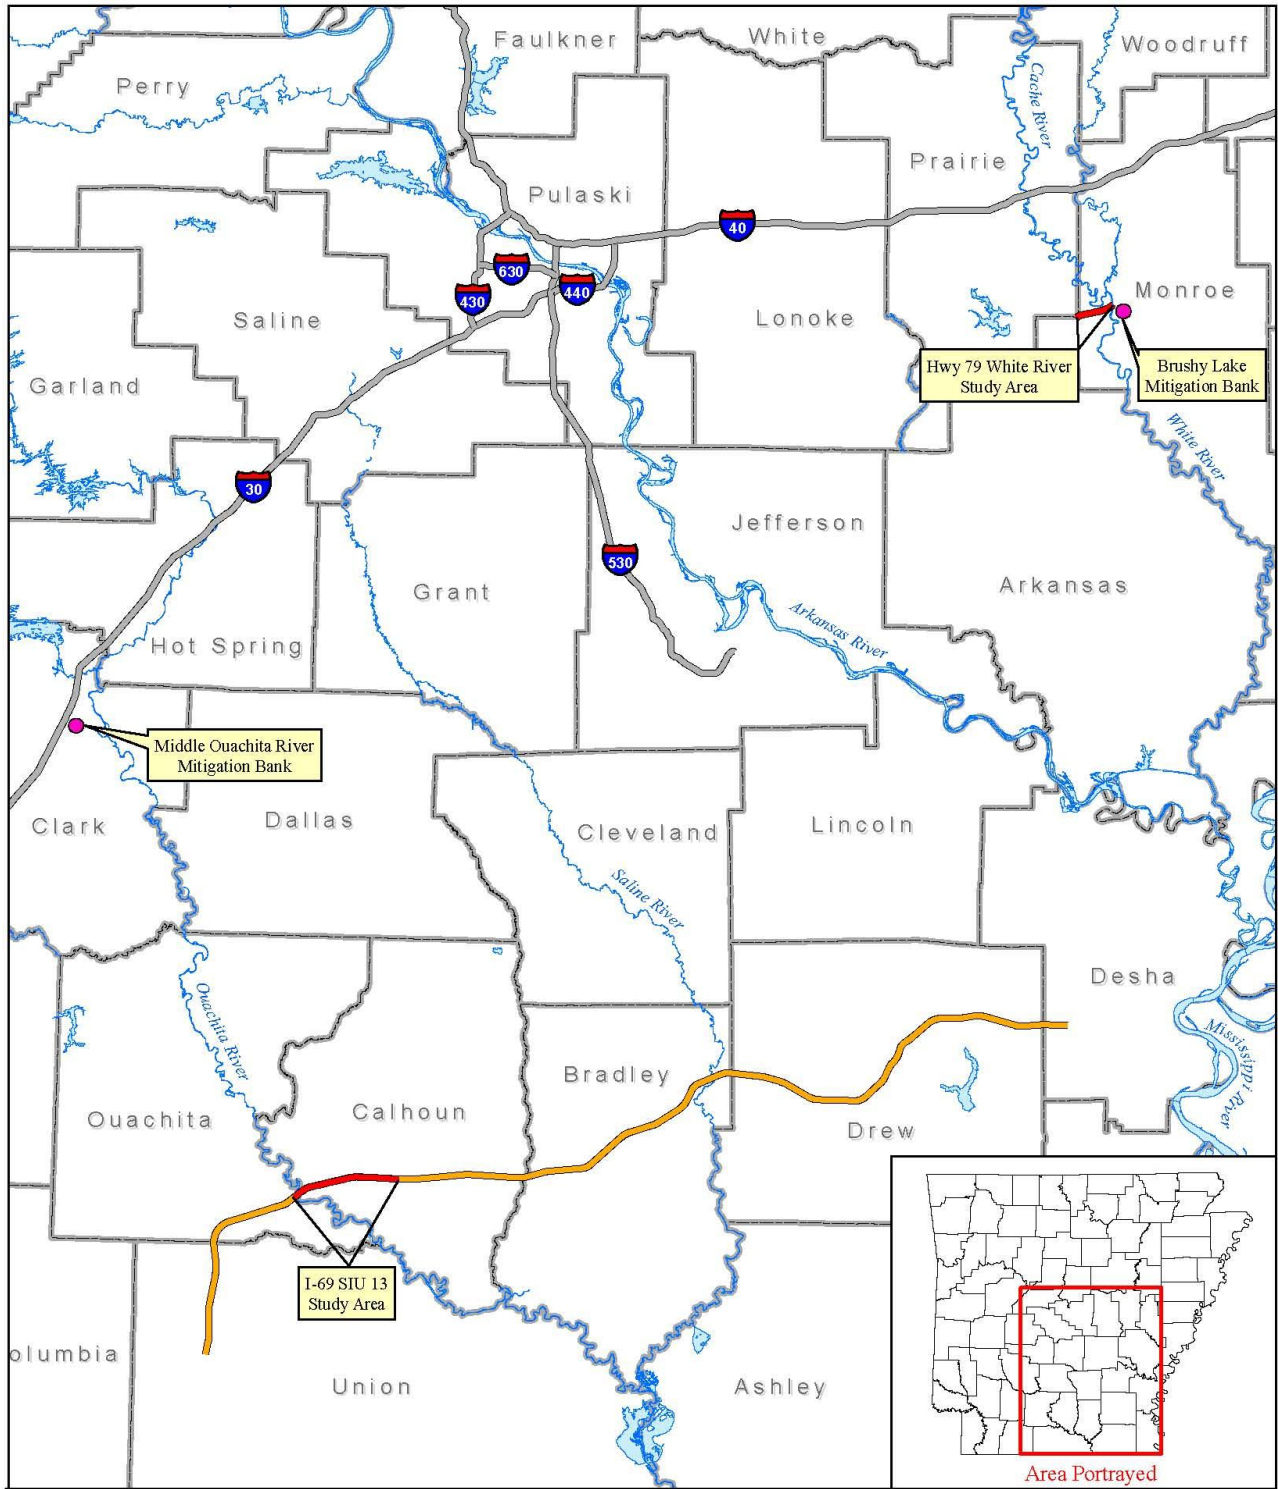 Faulkner
White
Woodruff
Perry
Cache River
Prairie
Pulaski
40
630
430
440
Monroe
Saline
Lonoke
Garland
Hwy 79 White River
Study Area
Brushy Lake
Mitigation Bank
White River
30
Jefferson
530
Arkansas
Grant
Arkansas River
Hot Spring
Middle Ouachita River
Mitigation Bank
Clark
Dallas
Cleveland
Lincoln
Saline River
Desha
Ouachita River
Mississippi River
Bradley
Calhoun
Ouachita
Drew
I-69 SIU 13
Study Area
olumbia
Union
Ashley
Area Portrayed